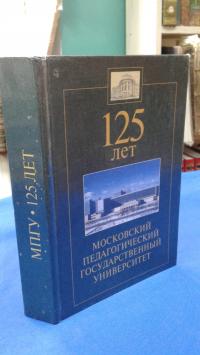 125
лет
МОСКОВСКИЙ
ПЕДАГОГИЧЕСКИЙ
ГОСУДАРСТВЕННЫЙ
УНИВЕРСИТЕТ
МПГУ • 125 ЛЕТ